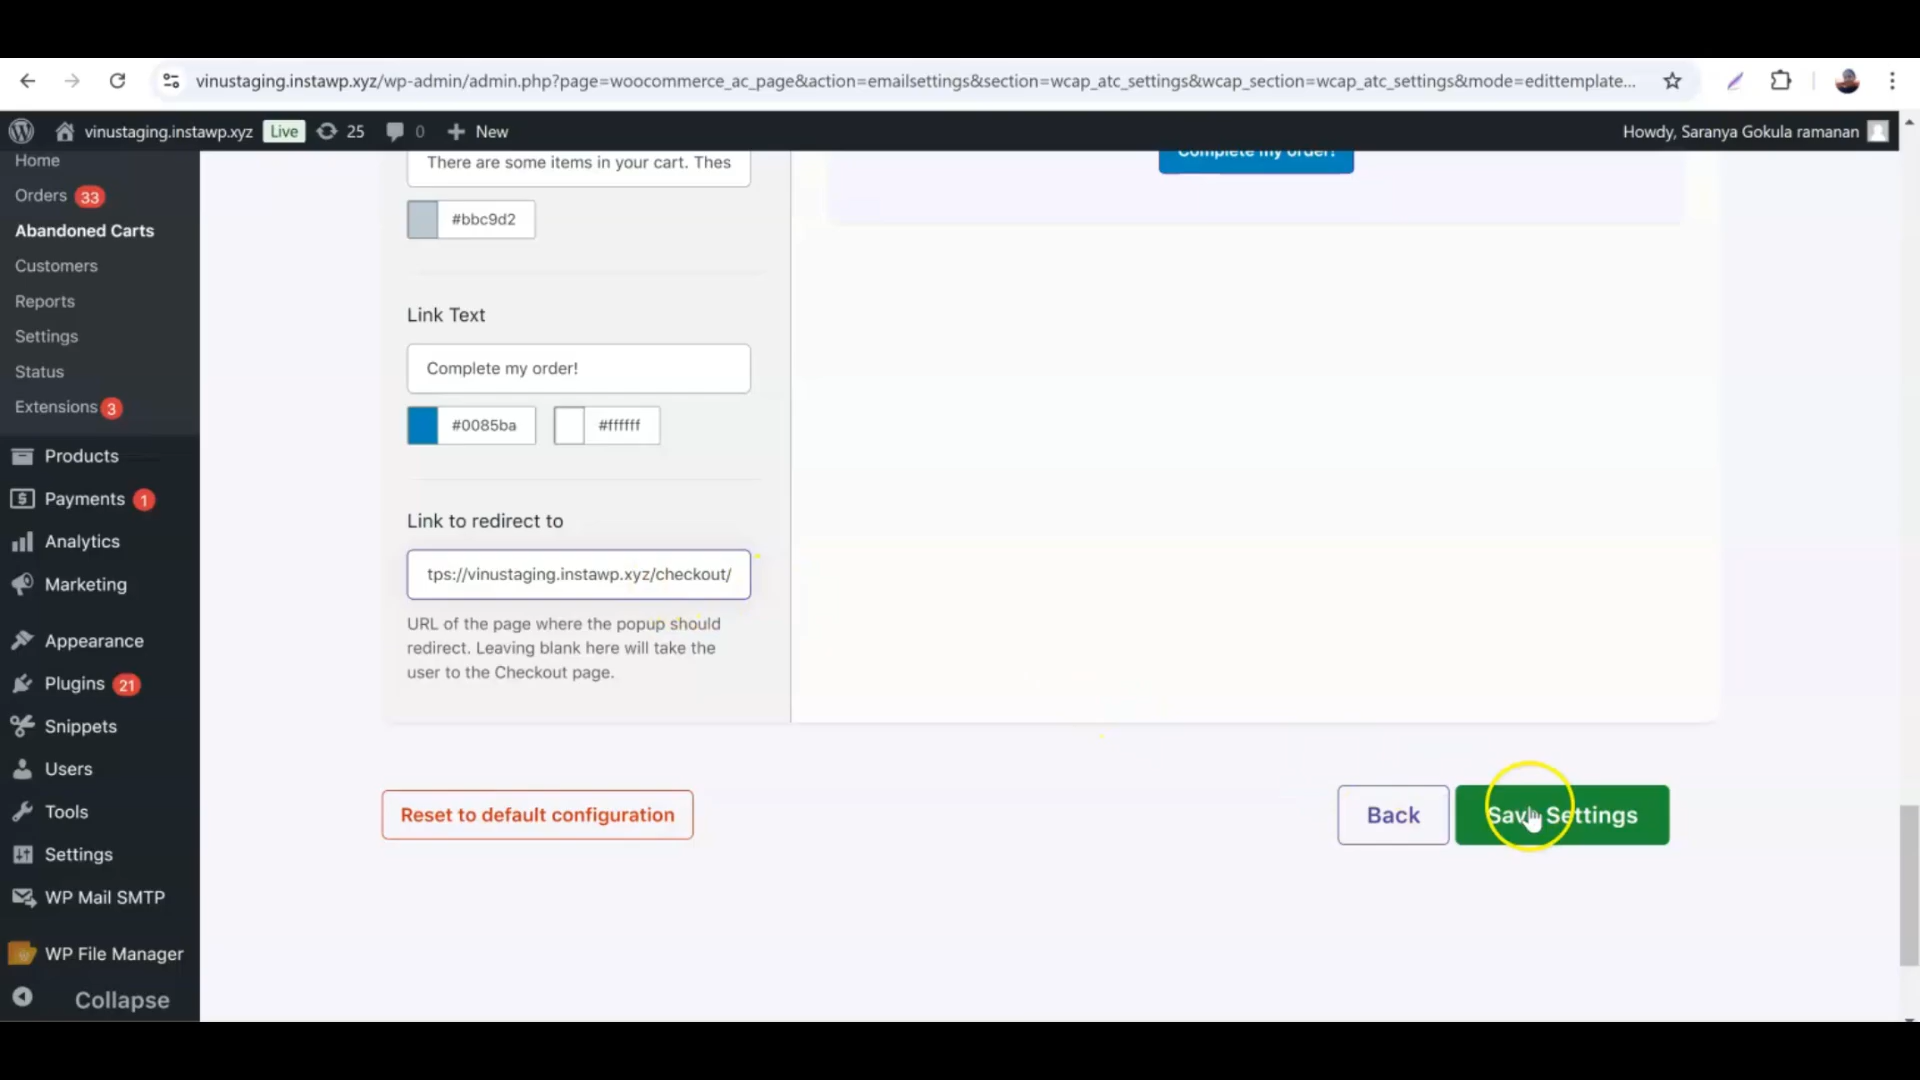 vinustaging.instawp.xyz/wp-admin/admin.php?page=woocommerce_ac_page&action=emailsettings&section=wcap_atc_settings&wcap_section=wcap_atc_settings&mode=edittemplate...
vinustaging.instawp.xyz Live 25 0 + New Howdy, Saranya Gokula ramanan
Home
Orders 33
Abandoned Carts
Customers
Reports
Settings
Status
Extensions 3
Products
Payments 1
Analytics
Marketing
Appearance
Plugins 21
Snippets
Users
Tools
Settings
WP Mail SMTP
WP File Manager
Collapse
There are some items in your cart. Thes
#bbc9d2
Link Text
Complete my order!
#0085ba #ffffff
Link to redirect to
tps://vinustaging.instawp.xyz/checkout/
URL of the page where the popup should
redirect. Leaving blank here will take the
user to the Checkout page.
Complete my order!
Reset to default configuration
Back
Save Settings